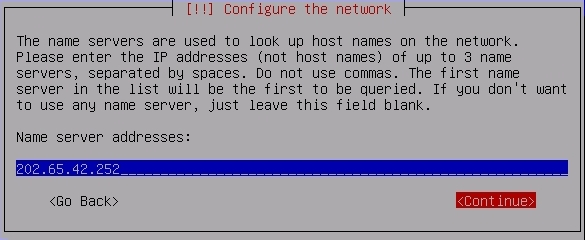 [!!] Configure the network
The name servers are used to look up host names on the network.
Please enter the IP addresses (not host names) of up to 3 name
servers, separated by spaces. Do not use commas. The first name
server in the list will be the first to be queried. If you don't want
to use any name server, just leave this field blank.
Name server addresses:
202.65.42.252
<Go Back> <Continue>